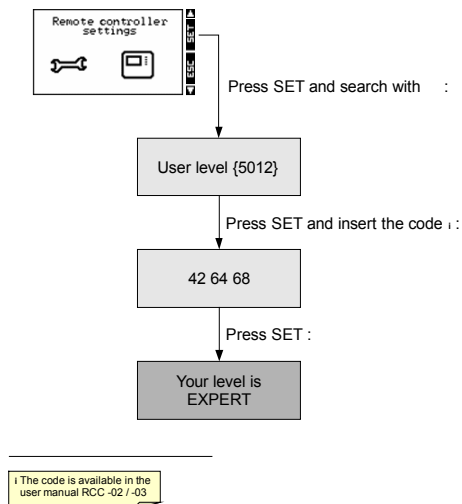 Remote controller
settings
SET
ESC
Press SET and search with :
User level {5012}
Press SET and insert the code i :
42 64 68
Press SET :
Your level is
EXPERT
i The code is available in the
user manual RCC -02 / -03